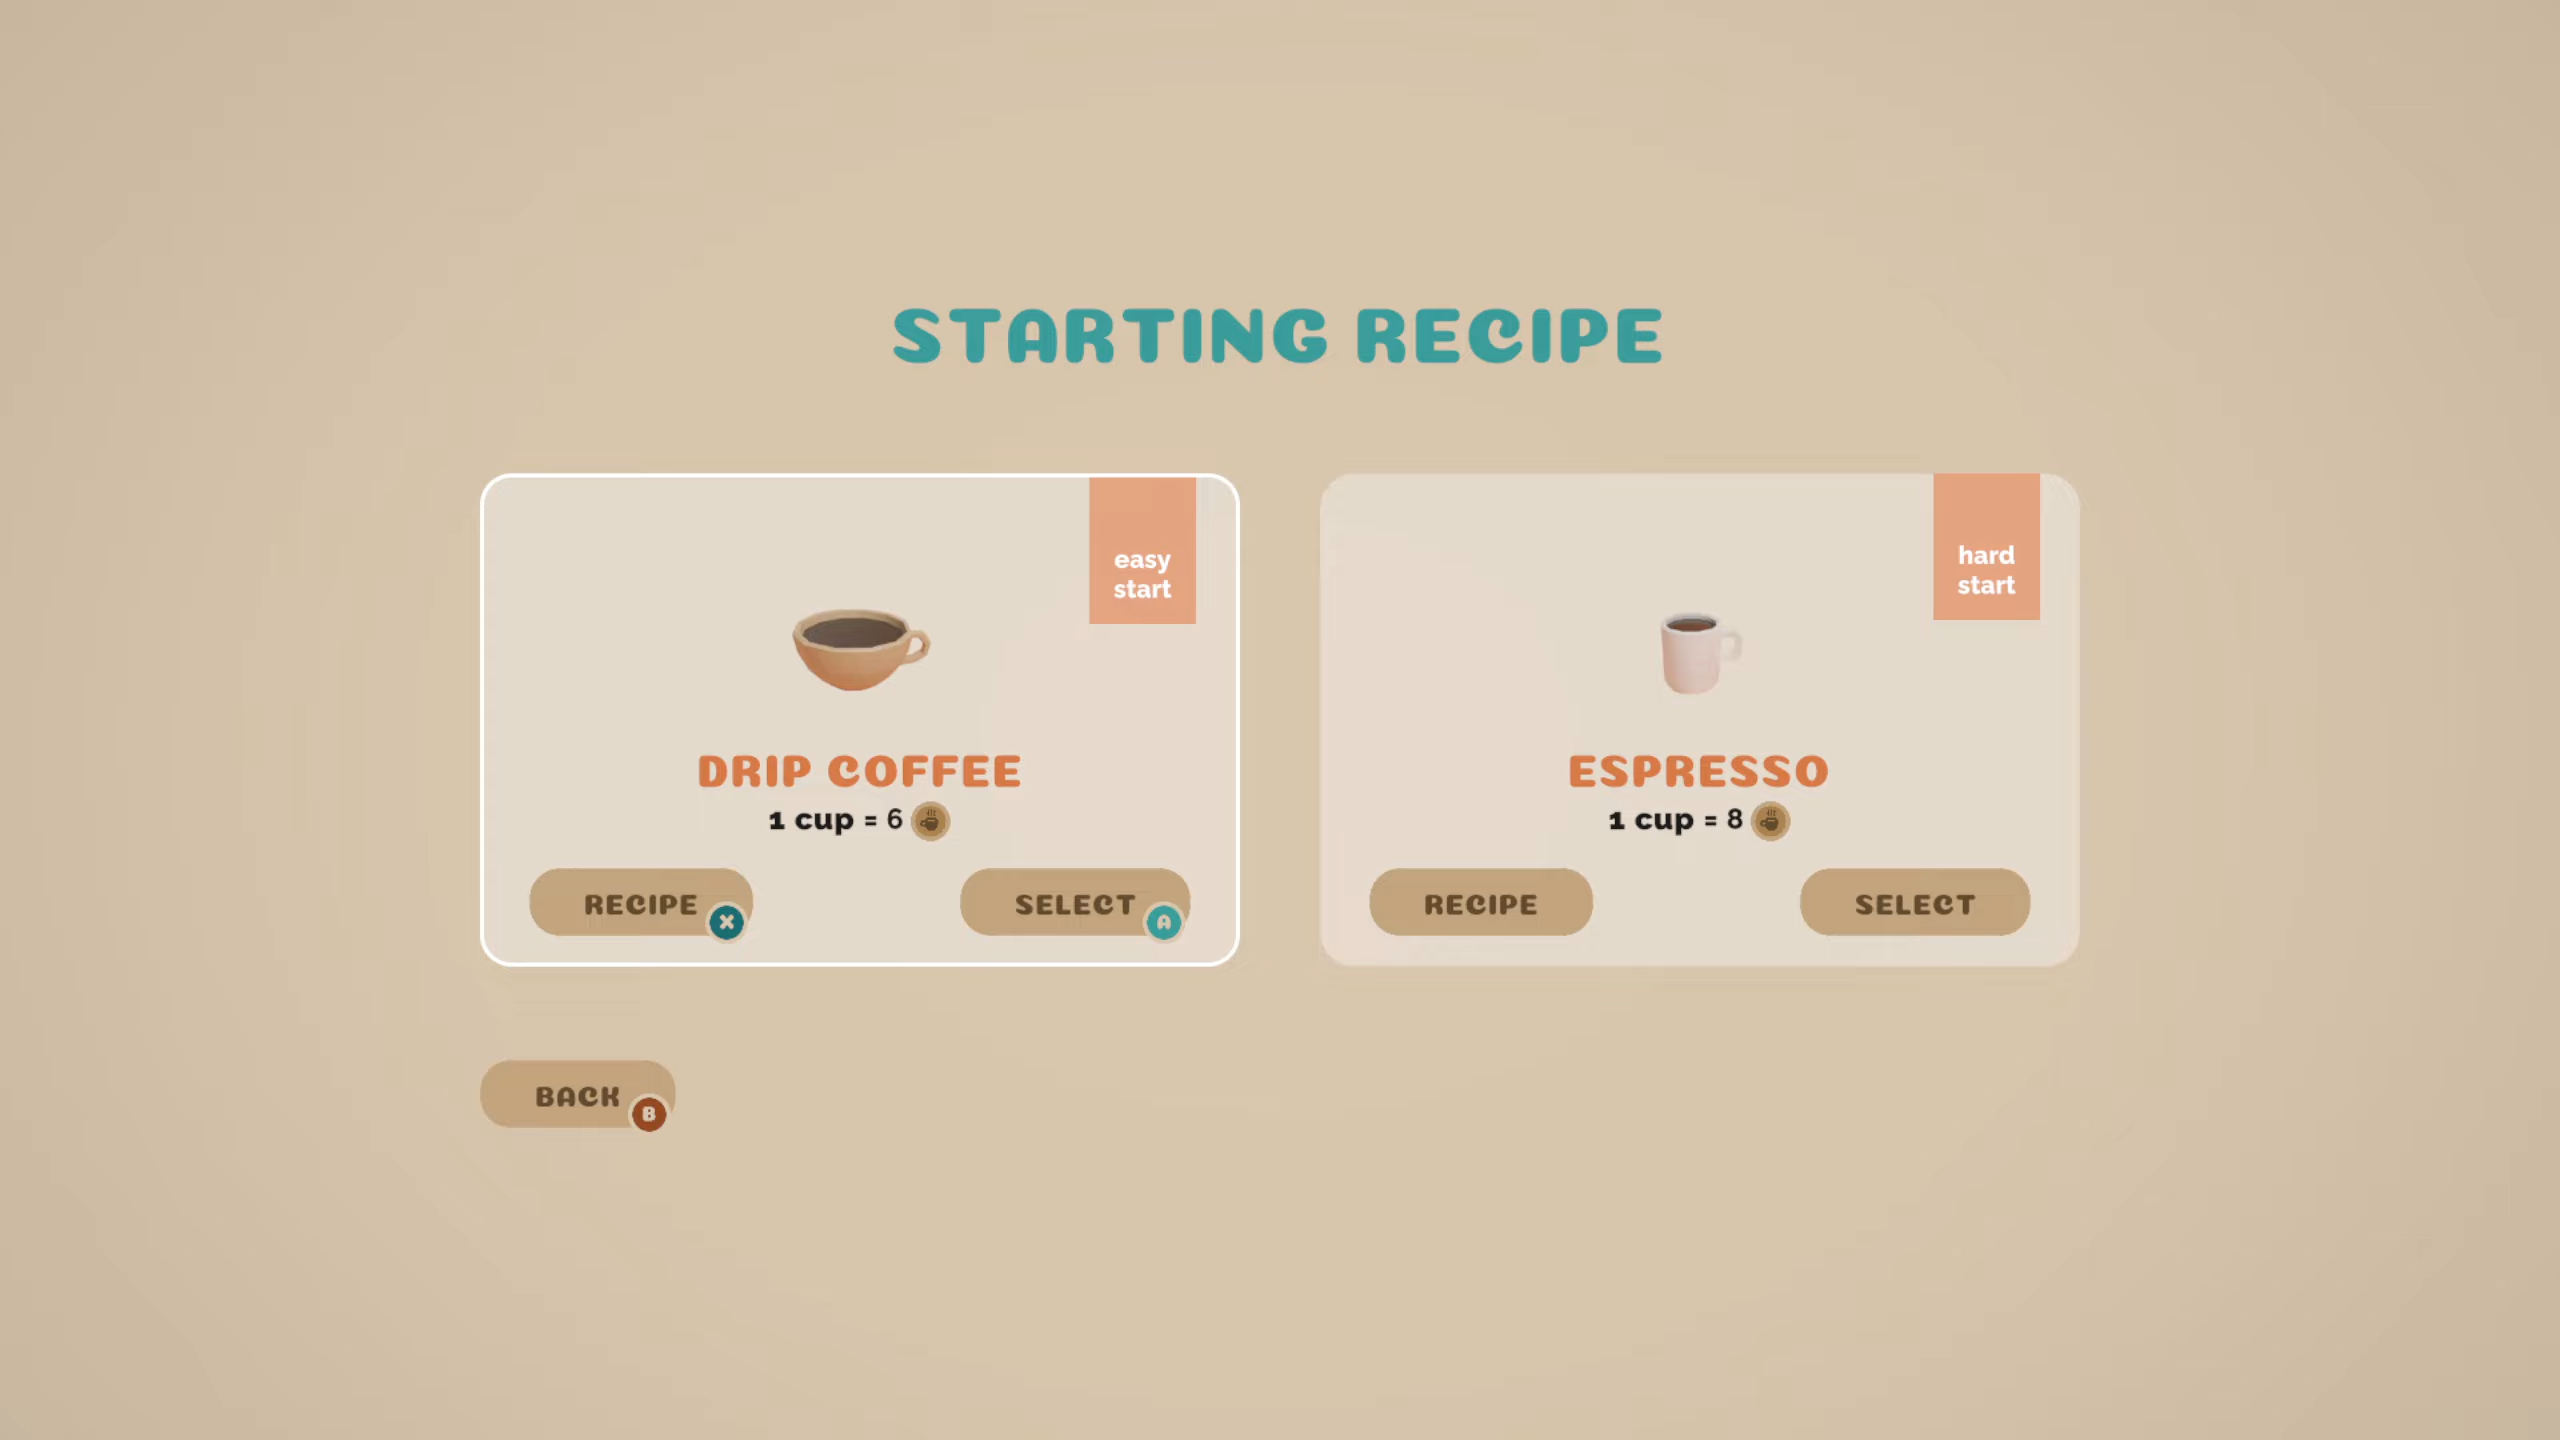 STARTING RECIPE
easy
start
DRIP COFFEE
1 cup = 6
RECIPE X
SELECT A
hard
start
ESPRESSO
1 cup = 8
RECIPE
SELECT
BACK B